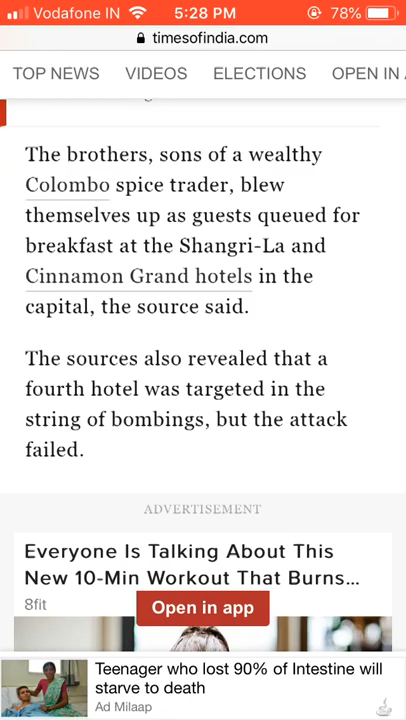 Vodafone IN 5:28 PM 78%
timesofindia.com
TOP NEWS VIDEOS ELECTIONS OPEN IN
The brothers, sons of a wealthy
Colombo spice trader, blew
themselves up as guests queued for
breakfast at the Shangri-La and
Cinnamon Grand hotels in the
capital, the source said.
The sources also revealed that a
fourth hotel was targeted in the
string of bombings, but the attack
failed.
ADVERTISEMENT
Everyone Is Talking About This
New 10-Min Workout That Burns...
8fit
Open in app
Teenager who lost 90% of Intestine will
starve to death
Ad Milaap